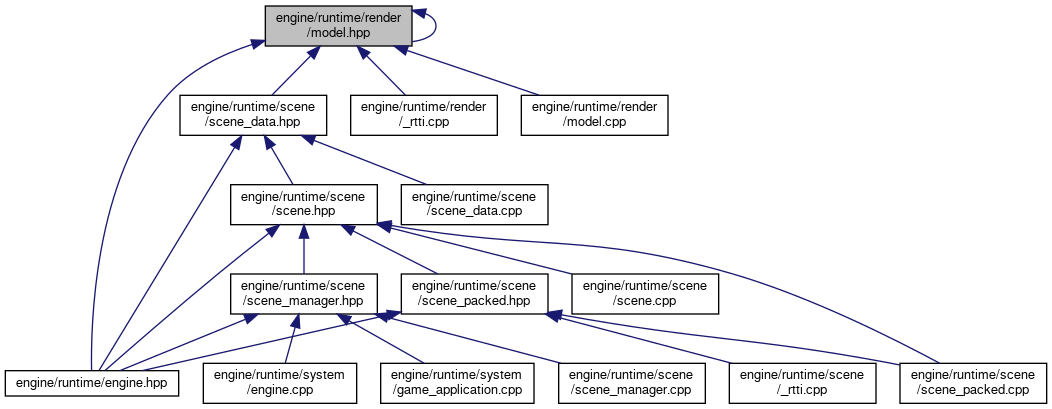 engine/runtime/render
/model.hpp
engine/runtime/scene
/scene_data.hpp
engine/runtime/render
/_rtti.cpp
engine/runtime/render
/model.cpp
engine/runtime/scene
/scene.hpp
engine/runtime/scene
/scene_data.cpp
engine/runtime/scene
/scene_manager.hpp
engine/runtime/scene
/scene_packed.hpp
engine/runtime/scene
/scene.cpp
engine/runtime/engine.hpp
engine/runtime/system
/engine.cpp
engine/runtime/system
/game_application.cpp
engine/runtime/scene
/scene_manager.cpp
engine/runtime/scene
/_rtti.cpp
engine/runtime/scene
/scene_packed.cpp